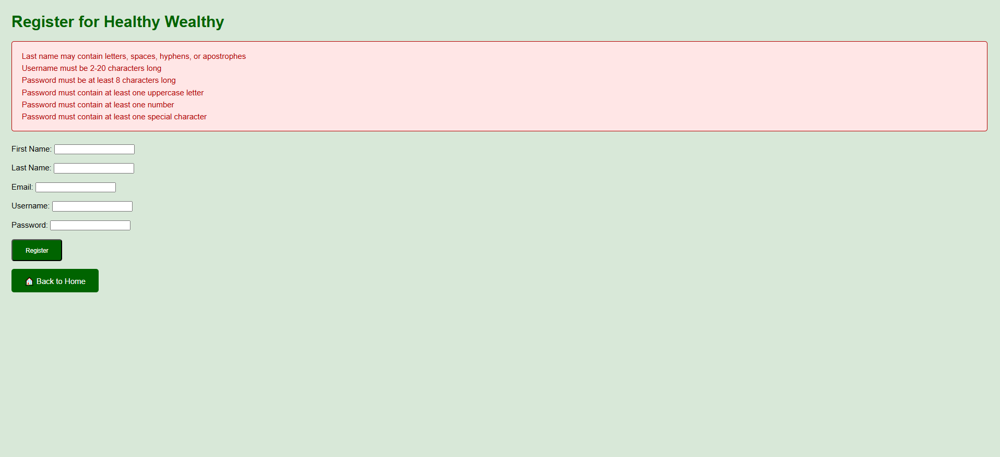 Register for Healthy Wealthy
Last name may contain letters, spaces, hyphens, or apostrophes
Username must be 2-20 characters long
Password must be at least 8 characters long
Password must contain at least one uppercase letter
Password must contain at least one number
Password must contain at least one special character
First Name:
Last Name:
Email:
Username:
Password:
Register
🏠 Back to Home